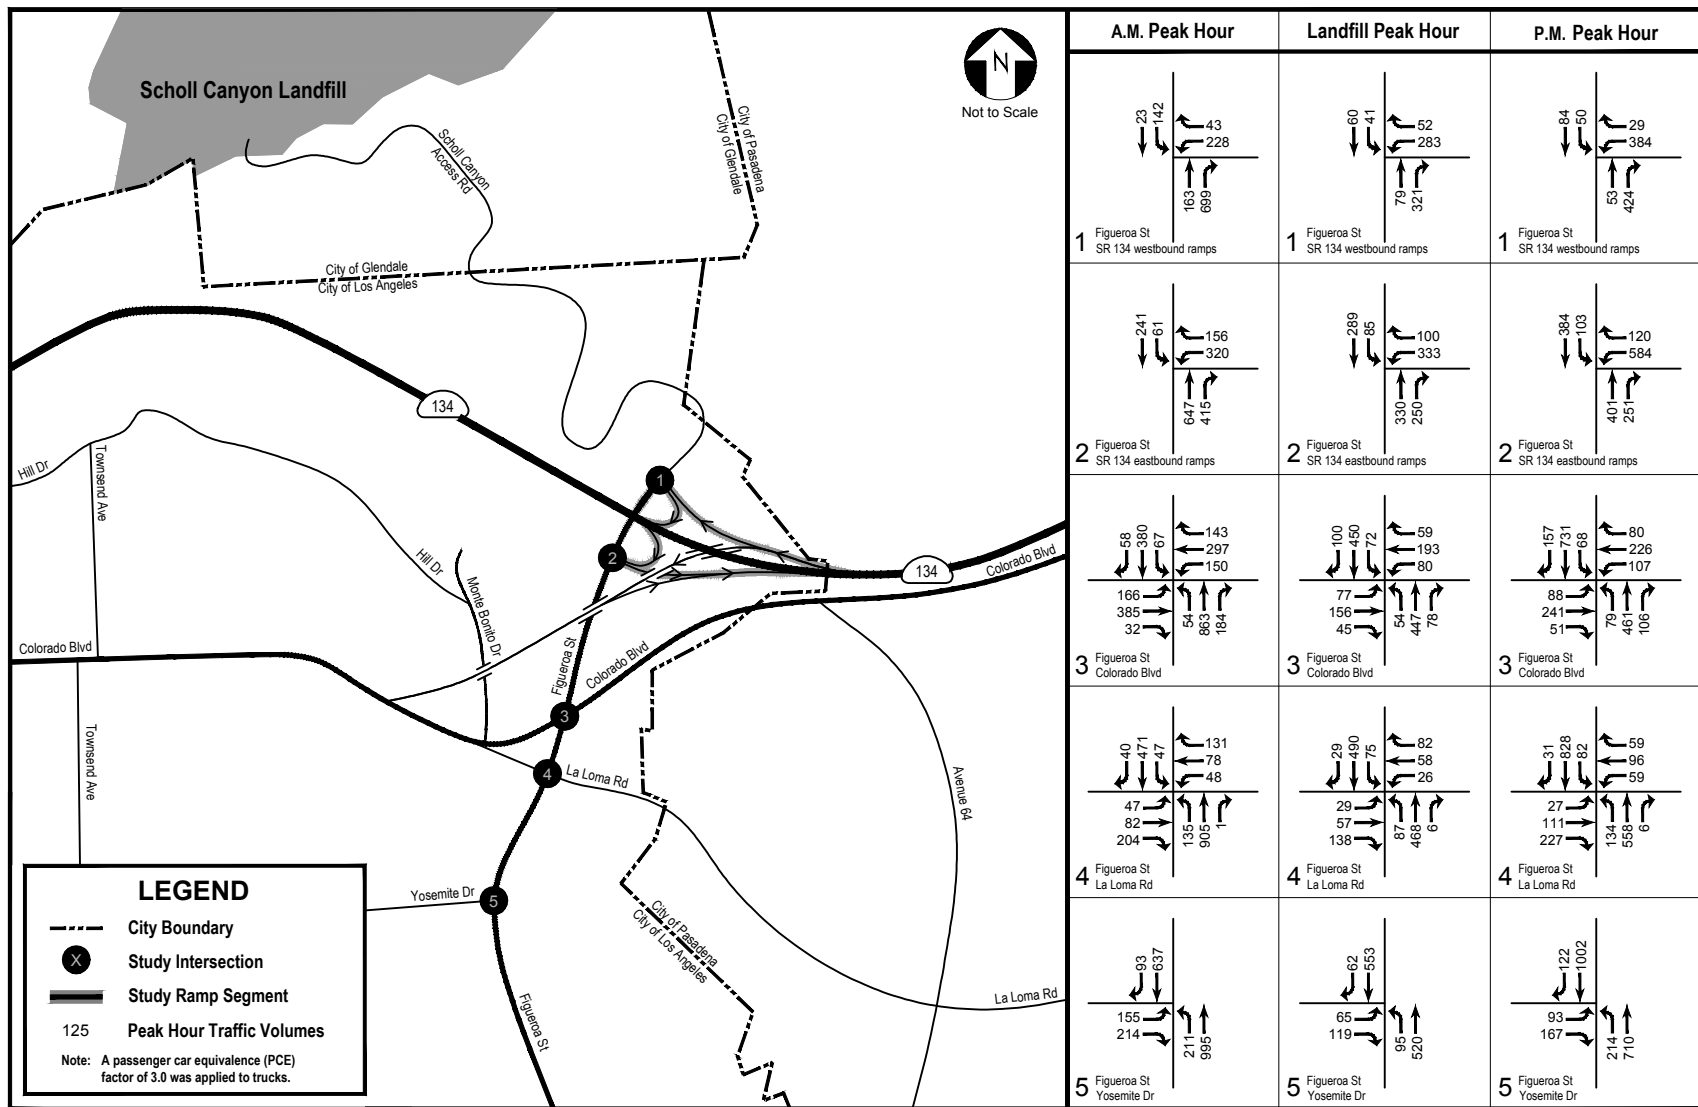 Scholl Canyon Landfill
N
Not to Scale
City of Pasadena
City of Glendale
Scholl Canyon
Access Rd
City of Glendale
City of Los Angeles
134
Hill Dr
Townsend Ave
1
2
Hill Dr
Monte Bonito Dr
134
Colorado Blvd
Colorado Blvd
Figueroa St
Colorado Blvd
3
Townsend Ave
4
La Loma Rd
Avenue 64
Yosemite Dr
5
City of Pasadena
City of Los Angeles
La Loma Rd
Figueroa St
LEGEND
City Boundary
X Study Intersection
Study Ramp Segment
125 Peak Hour Traffic Volumes
Note: A passenger car equivalence (PCE)
factor of 3.0 was applied to trucks.
A.M. Peak Hour
Landfill Peak Hour
P.M. Peak Hour
23 142
43
228
163 699
1 Figueroa St
SR 134 westbound ramps
60 41
52
283
79 321
1 Figueroa St
SR 134 westbound ramps
84 50
29
384
53 424
1 Figueroa St
SR 134 westbound ramps
241 61
156
320
647 415
2 Figueroa St
SR 134 eastbound ramps
289 85
100
333
330 250
2 Figueroa St
SR 134 eastbound ramps
384 103
120
584
401 251
2 Figueroa St
SR 134 eastbound ramps
58 380 67
143
297
150
166
385
32
54 863 184
3 Figueroa St
Colorado Blvd
100 450 72
59
193
80
77
156
45
54 447 78
3 Figueroa St
Colorado Blvd
157 731 68
80
226
107
88
241
51
79 461 106
3 Figueroa St
Colorado Blvd
40 471 47
131
78
48
47
82
204
135 905 1
4 Figueroa St
La Loma Rd
29 490 75
82
58
26
29
57
138
87 468 6
4 Figueroa St
La Loma Rd
31 828 82
59
96
59
27
111
227
134 558 6
4 Figueroa St
La Loma Rd
93 637
155
214
211 995
5 Figueroa St
Yosemite Dr
62 553
65
119
95 520
5 Figueroa St
Yosemite Dr
122 1002
93
167
214 710
5 Figueroa St
Yosemite Dr